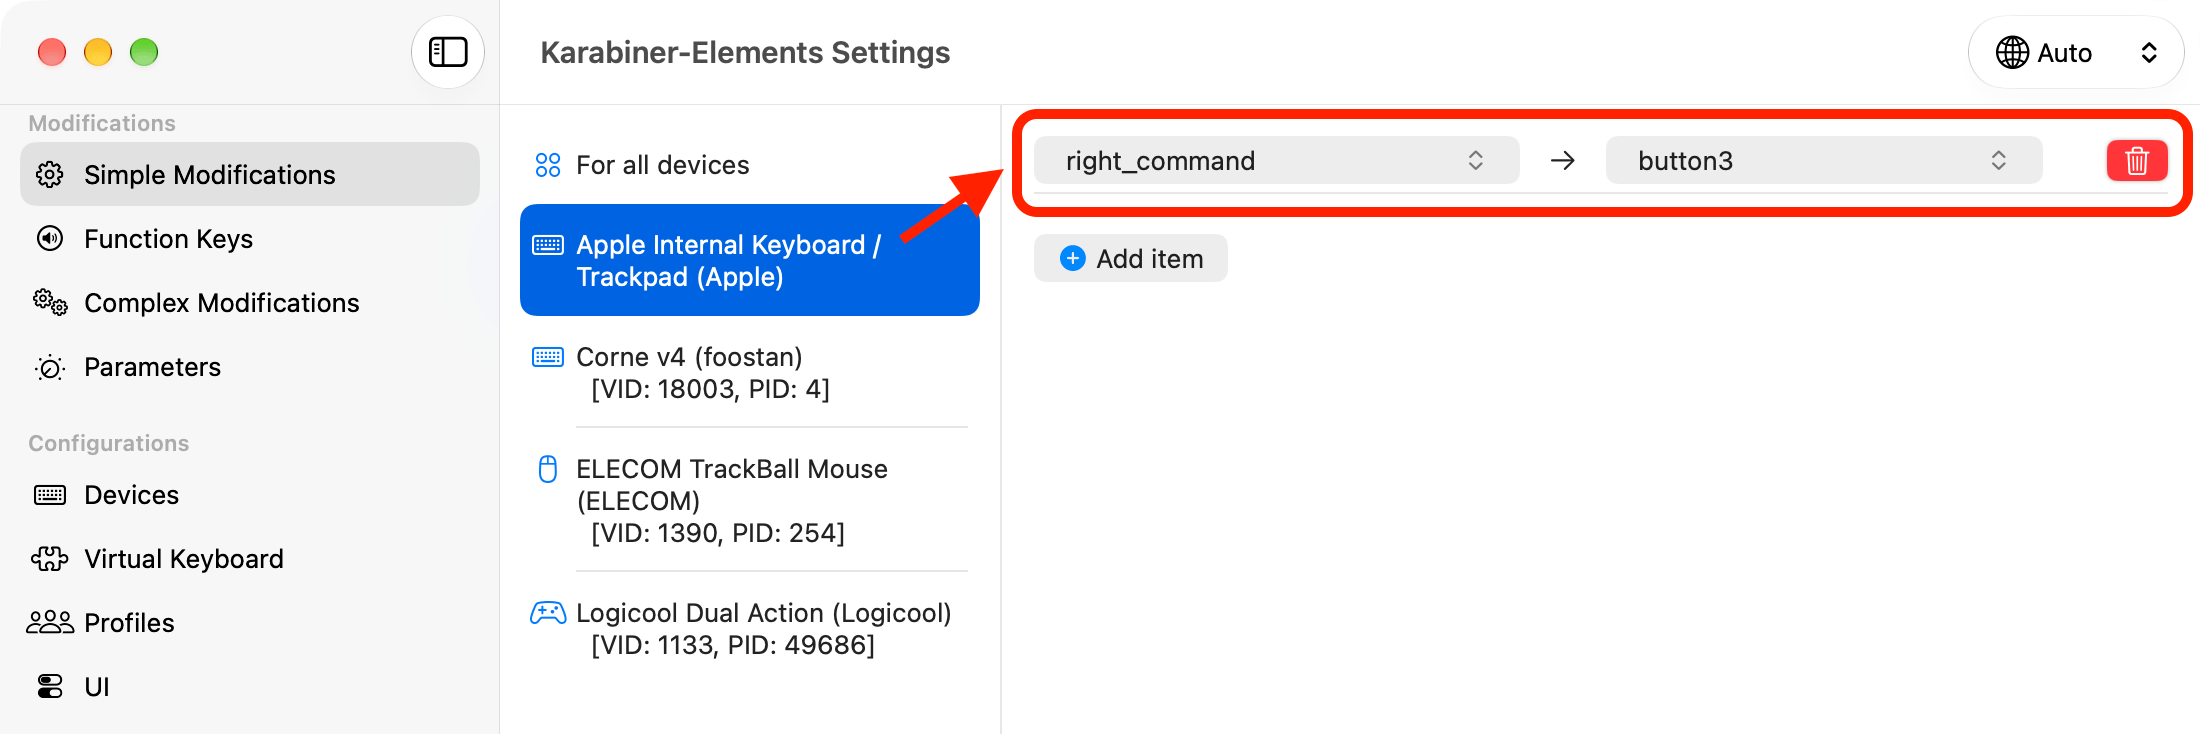 Karabiner-Elements Settings
Auto
Modifications
Simple Modifications
Function Keys
Complex Modifications
Parameters
Configurations
Devices
Virtual Keyboard
Profiles
UI
For all devices
Apple Internal Keyboard /
Trackpad (Apple)
Corne v4 (foostan)
[VID: 18003, PID: 4]
ELECOM TrackBall Mouse
(ELECOM)
[VID: 1390, PID: 254]
Logicool Dual Action (Logicool)
[VID: 1133, PID: 49686]
right_command → button3
Add item